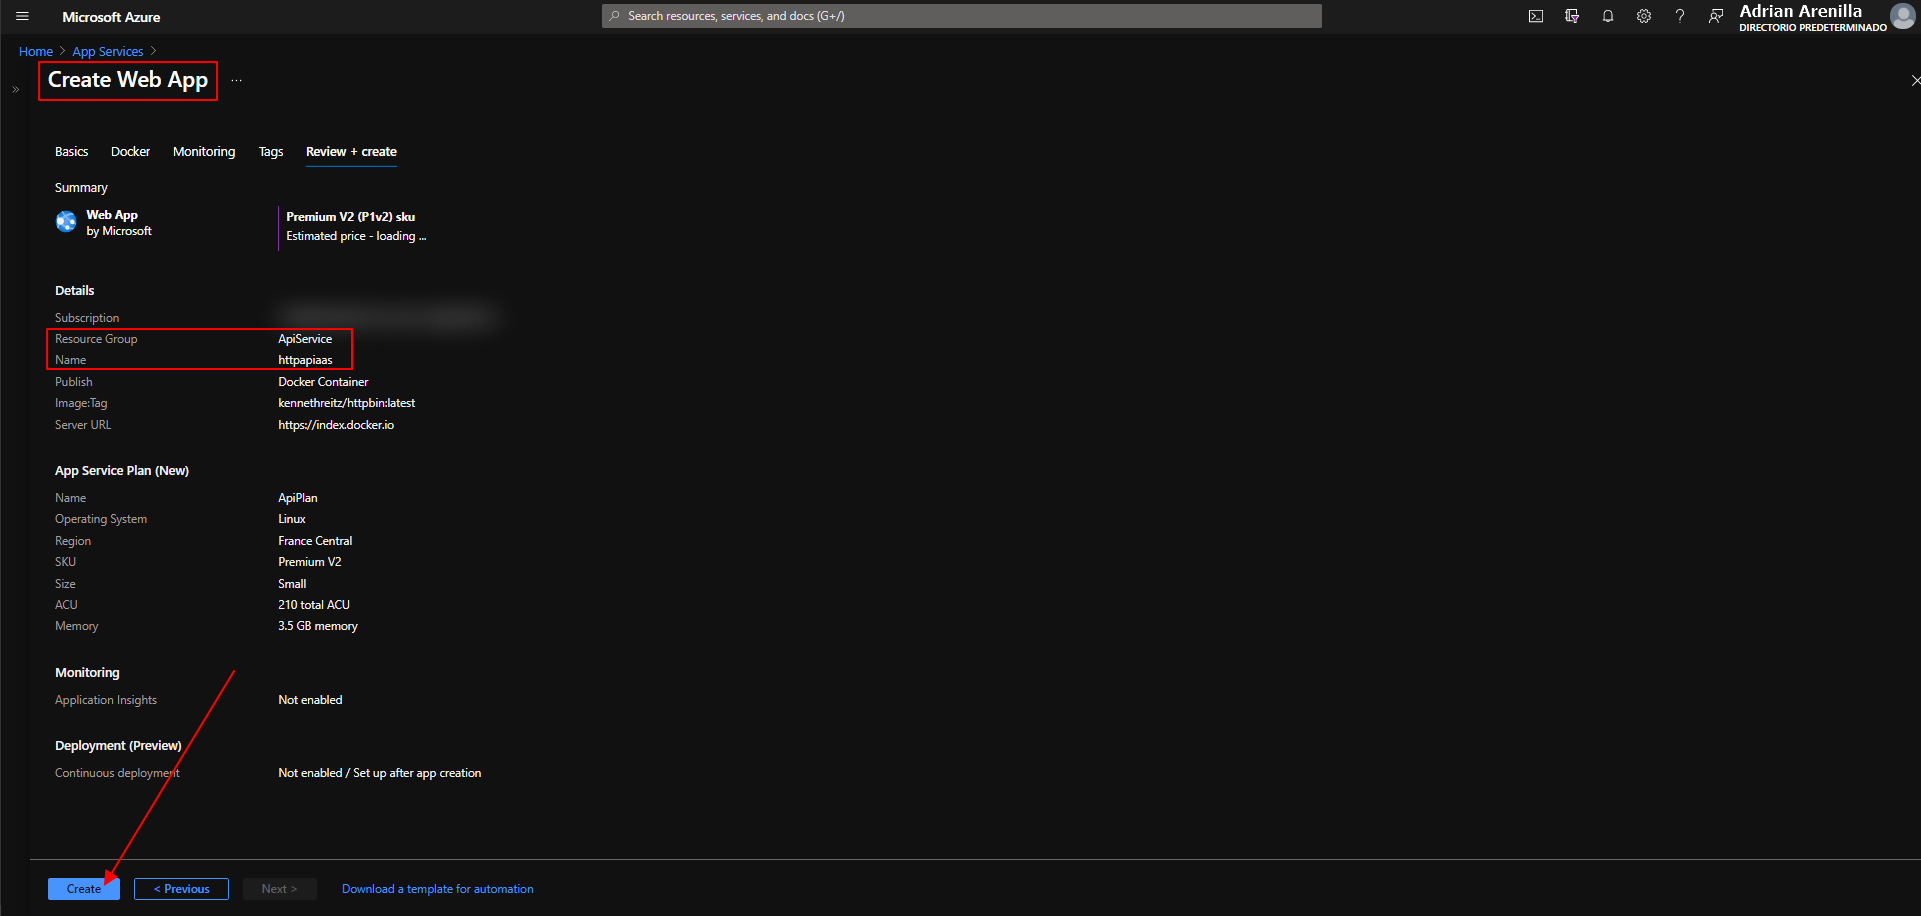 Microsoft Azure
Search resources, services, and docs (G+/)
Adrian Arenilla
DIRECTORIO PREDETERMINADO
Home > App Services >
Create Web App ...
Basics Docker Monitoring Tags Review + create
Summary
Web App
by Microsoft
Premium V2 (P1v2) sku
Estimated price - loading ...
Details
Subscription
Resource Group ApiService
Name httpapiaas
Publish Docker Container
Image:Tag kennethreitz/httpbin:latest
Server URL https://index.docker.io
App Service Plan (New)
Name ApiPlan
Operating System Linux
Region France Central
SKU Premium V2
Size Small
ACU 210 total ACU
Memory 3.5 GB memory
Monitoring
Application Insights Not enabled
Deployment (Preview)
Continuous deployment Not enabled / Set up after app creation
Create < Previous Next > Download a template for automation